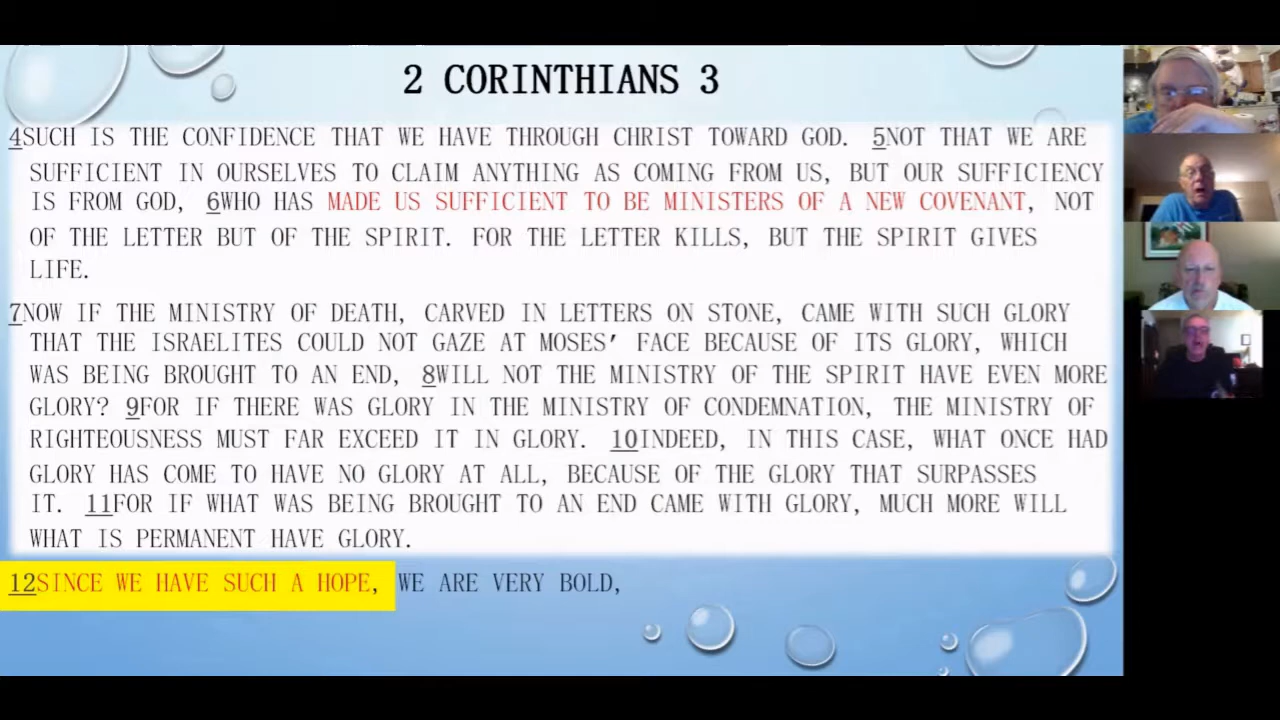 2 CORINTHIANS 3
4SUCH IS THE CONFIDENCE THAT WE HAVE THROUGH CHRIST TOWARD GOD. 5NOT THAT WE ARE
SUFFICIENT IN OURSELVES TO CLAIM ANYTHING AS COMING FROM US, BUT OUR SUFFICIENCY
IS FROM GOD, 6WHO HAS MADE US SUFFICIENT TO BE MINISTERS OF A NEW COVENANT, NOT
OF THE LETTER BUT OF THE SPIRIT. FOR THE LETTER KILLS, BUT THE SPIRIT GIVES
LIFE.
7NOW IF THE MINISTRY OF DEATH, CARVED IN LETTERS ON STONE, CAME WITH SUCH GLORY
THAT THE ISRAELITES COULD NOT GAZE AT MOSES' FACE BECAUSE OF ITS GLORY, WHICH
WAS BEING BROUGHT TO AN END, 8WILL NOT THE MINISTRY OF THE SPIRIT HAVE EVEN MORE
GLORY? 9FOR IF THERE WAS GLORY IN THE MINISTRY OF CONDEMNATION, THE MINISTRY OF
RIGHTEOUSNESS MUST FAR EXCEED IT IN GLORY. 10INDEED, IN THIS CASE, WHAT ONCE HAD
GLORY HAS COME TO HAVE NO GLORY AT ALL, BECAUSE OF THE GLORY THAT SURPASSES
IT. 11FOR IF WHAT WAS BEING BROUGHT TO AN END CAME WITH GLORY, MUCH MORE WILL
WHAT IS PERMANENT HAVE GLORY.
12SINCE WE HAVE SUCH A HOPE, WE ARE VERY BOLD,